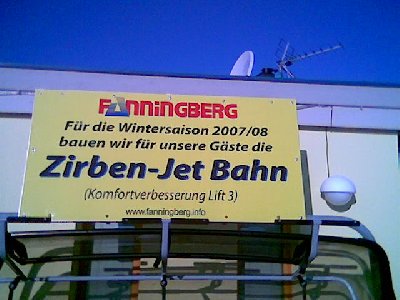 FANNINGBERG
Für die Wintersaison 2007/08
bauen wir für unsere Gäste die
Zirben-Jet Bahn
(Komfortverbesserung Lift 3)
www.fanningberg.info